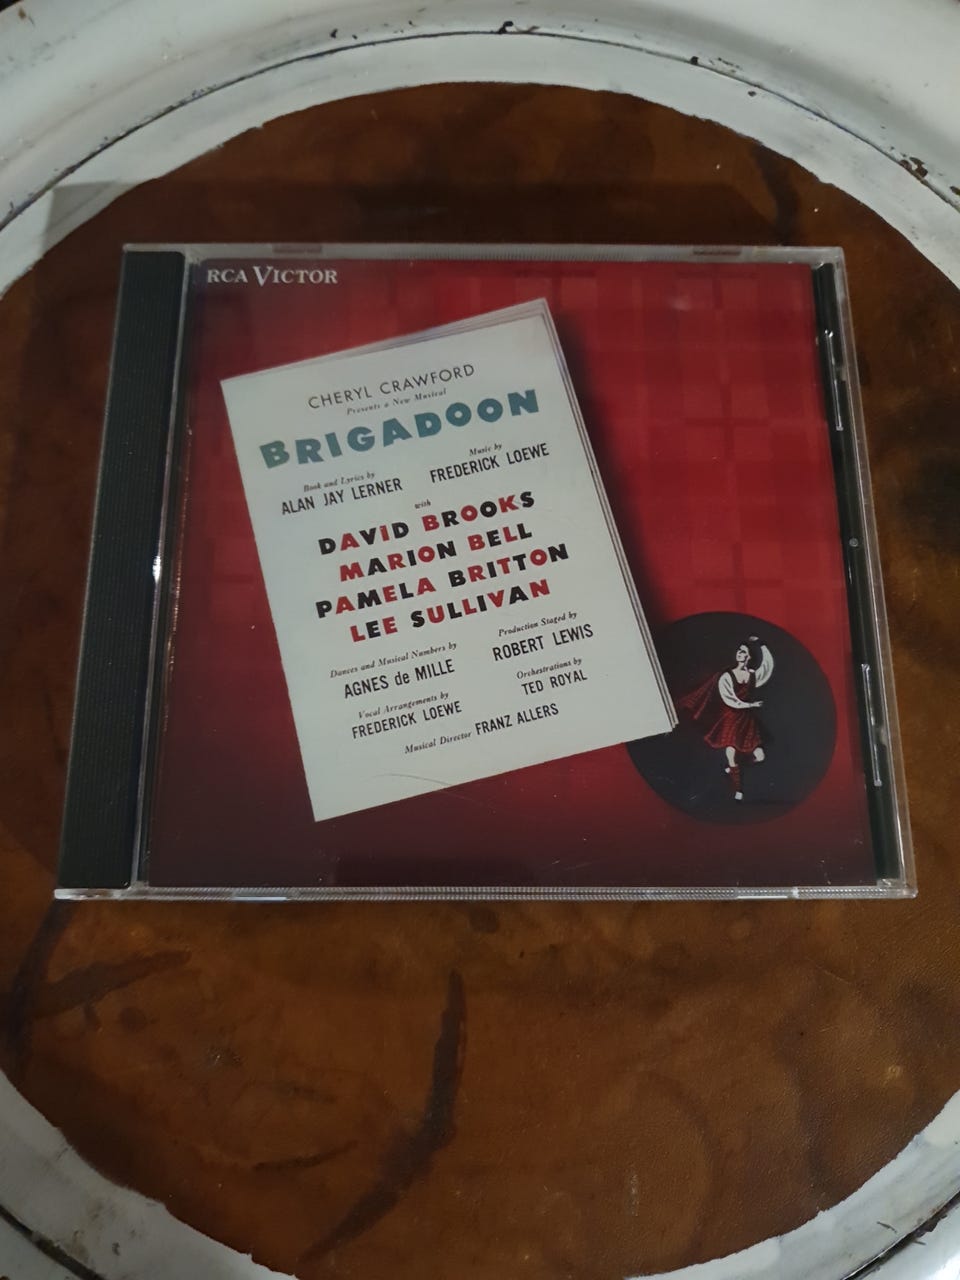 RCA VICTOR
CHERYL CRAWFORD
Presents a New Musical
BRIGADOON
Book and Lyrics by
ALAN JAY LERNER
Music by
FREDERICK LOEWE
with
DAVID BROOKS
MARION BELL
PAMELA BRITTON
LEE SULLIVAN
Dances and Musical Numbers by
AGNES de MILLE
Production Staged by
ROBERT LEWIS
Vocal Arrangements by
FREDERICK LOEWE
Orchestrations by
TED ROYAL
Musical Director FRANZ ALLERS